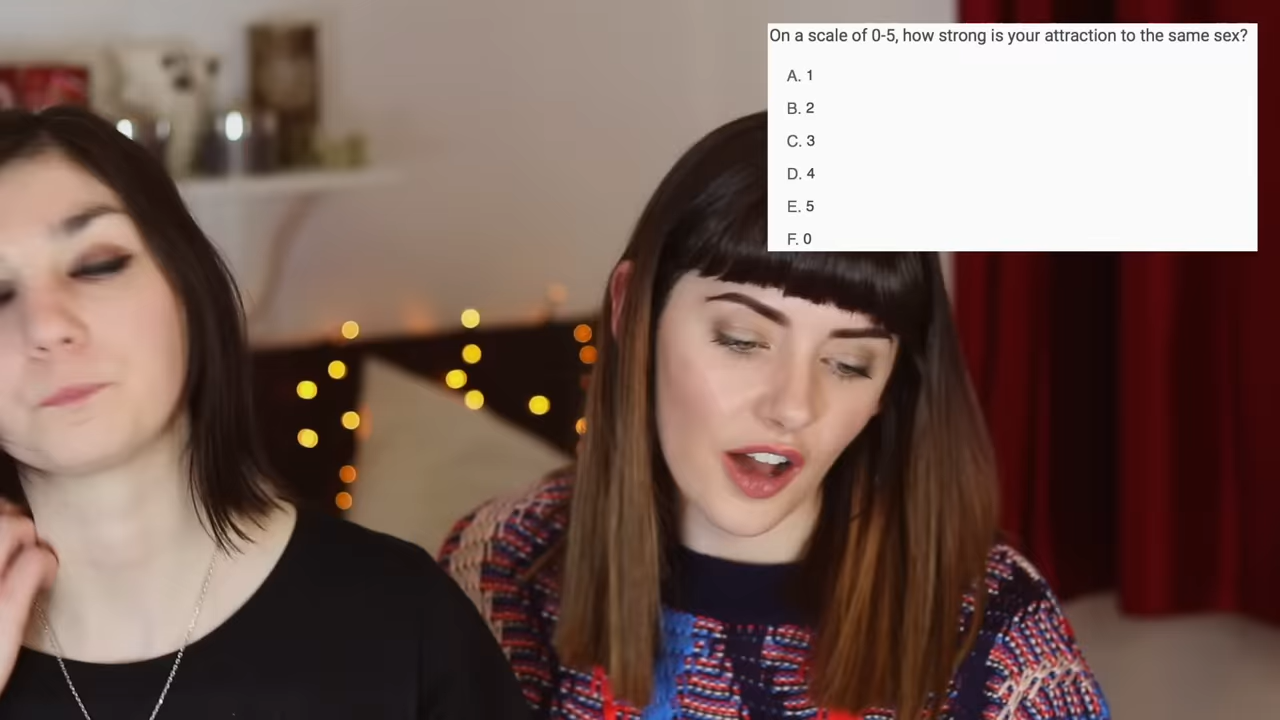 On a scale of 0-5, how strong is your attraction to the same sex?
A. 1
B. 2
C. 3
D. 4
E. 5
F. 0